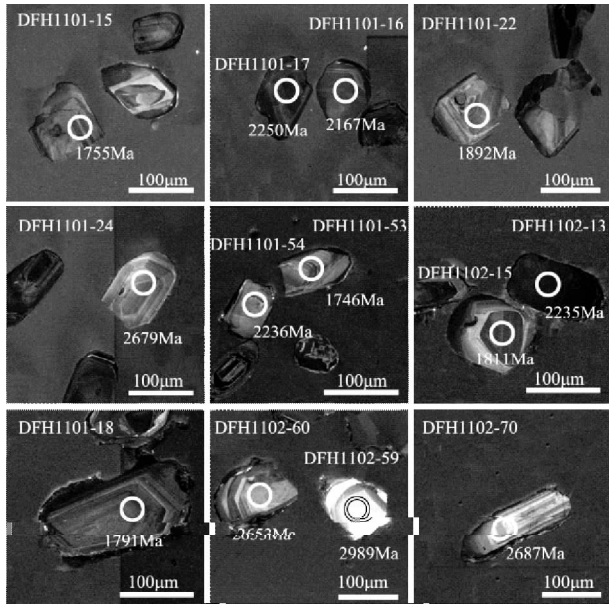 DFH1101-15
1755Ma
100μm
DFH1101-16
DFH1101-17
2250Ma
2167Ma
100μm
DFH1101-22
1892Ma
100μm
DFH1101-24
2679Ma
100μm
DFH1101-53
DFH1101-54
1746Ma
2236Ma
100μm
DFH1102-13
DFH1102-15
2235Ma
1811Ma
100μm
DFH1101-18
1791Ma
100μm
DFH1102-60
DFH1102-59
2989Ma
100μm
DFH1102-70
2687Ma
100μm